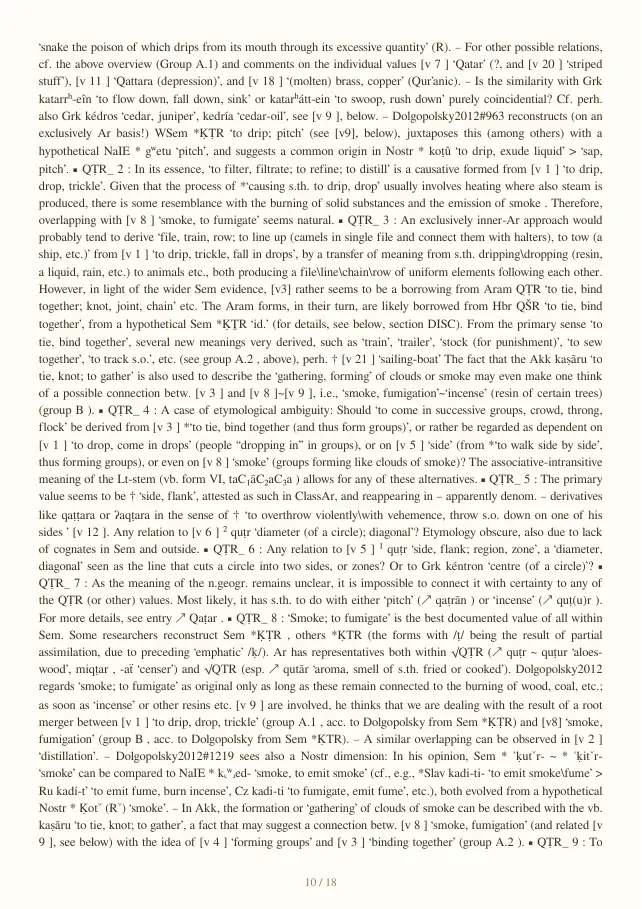 ‘snake the poison of which drips from its mouth through its excessive quantity’ (R). – For other possible relations,
cf. the above overview (Group A.1) and comments on the individual values [v 7 ] ‘Qatar’ (?, and [v 20 ] ‘striped
stuff’), [v 11 ] ‘Qattara (depression)’, and [v 18 ] ‘(molten) brass, copper’ (Qurʾanic). – Is the similarity with Grk
katarrʰ-eîn ‘to flow down, fall down, sink’ or katarʰátt-ein ‘to swoop, rush down’ purely coincidential? Cf. perh.
also Grk kédros ‘cedar, juniper’, kedría ‘cedar-oil’, see [v 9 ], below. – Dolgopolsky2012#963 reconstructs (on an
exclusively Ar basis!) WSem *ḲṬR ‘to drip; pitch’ (see [v9], below), juxtaposes this (among others) with a
hypothetical NaIE * gʷetu ‘pitch’, and suggests a common origin in Nostr * ḳoṭû ‘to drip, exude liquid’ > ‘sap,
pitch’. ▪ QṬR_ 2 : In its essence, ‘to filter, filtrate; to refine; to distill’ is a causative formed from [v 1 ] ‘to drip,
drop, trickle’. Given that the process of *‘causing s.th. to drip, drop’ usually involves heating where also steam is
produced, there is some resemblance with the burning of solid substances and the emission of smoke . Therefore,
overlapping with [v 8 ] ‘smoke, to fumigate’ seems natural. ▪ QṬR_ 3 : An exclusively inner-Ar approach would
probably tend to derive ‘file, train, row; to line up (camels in single file and connect them with halters), to tow (a
ship, etc.)’ from [v 1 ] ‘to drip, trickle, fall in drops’, by a transfer of meaning from s.th. dripping\dropping (resin,
a liquid, rain, etc.) to animals etc., both producing a file\line\chain\row of uniform elements following each other.
However, in light of the wider Sem evidence, [v3] rather seems to be a borrowing from Aram QṬR ‘to tie, bind
together; knot, joint, chain’ etc. The Aram forms, in their turn, are likely borrowed from Hbr QŠR ‘to tie, bind
together’, from a hypothetical Sem *ḲṮR ‘id.’ (for details, see below, section DISC). From the primary sense ‘to
tie, bind together’, several new meanings very derived, such as ‘train’, ‘trailer’, ‘stock (for punishment)’, ‘to sew
together’, ‘to track s.o.’, etc. (see group A.2 , above), perh. † [v 21 ] ‘sailing-boat’ The fact that the Akk kaṣāru ‘to
tie, knot; to gather’ is also used to describe the ‘gathering, forming’ of clouds or smoke may even make one think
of a possible connection betw. [v 3 ] and [v 8 ]~[v 9 ], i.e., ‘smoke, fumigation’~‘incense’ (resin of certain trees)
(group B ). ▪ QṬR_ 4 : A case of etymological ambiguity: Should ‘to come in successive groups, crowd, throng,
flock’ be derived from [v 3 ] *‘to tie, bind together (and thus form groups)’, or rather be regarded as dependent on
[v 1 ] ‘to drop, come in drops’ (people “dropping in” in groups), or on [v 5 ] ‘side’ (from *‘to walk side by side’,
thus forming groups), or even on [v 8 ] ‘smoke’ (groups forming like clouds of smoke)? The associative-intransitive
meaning of the Lt-stem (vb. form VI, taC₁āC₂aC₃a ) allows for any of these alternatives. ▪ QṬR_ 5 : The primary
value seems to be † ‘side, flank’, attested as such in ClassAr, and reappearing in – apparently denom. – derivatives
like qaṭṭara or ʔaqṭara in the sense of † ‘to overthrow violently\with vehemence, throw s.o. down on one of his
sides ’ [v 12 ]. Any relation to [v 6 ] ² quṭr ‘diameter (of a circle); diagonal’? Etymology obscure, also due to lack
of cognates in Sem and outside. ▪ QṬR_ 6 : Any relation to [v 5 ] ¹ quṭr ‘side, flank; region, zone’, a ‘diameter,
diagonal’ seen as the line that cuts a circle into two sides, or zones? Or to Grk kéntron ‘centre (of a circle)’? ▪
QṬR_ 7 : As the meaning of the n.geogr. remains unclear, it is impossible to connect it with certainty to any of
the QṬR (or other) values. Most likely, it has s.th. to do with either ‘pitch’ (↗ qaṭrān ) or ‘incense’ (↗ quṭ(u)r ).
For more details, see entry ↗ Qaṭar . ▪ QṬR_ 8 : ‘Smoke; to fumigate’ is the best documented value of all within
Sem. Some researchers reconstruct Sem *ḲṬR , others *ḲTR (the forms with /ṭ/ being the result of partial
assimilation, due to preceding ‘emphatic’ /ḳ/). Ar has representatives both within √QṬR (↗ quṭr ~ quṭur ‘aloes-
wood’, miqṭar , -aẗ ‘censer’) and √QTR (esp. ↗ qutār ‘aroma, smell of s.th. fried or cooked’). Dolgopolsky2012
regards ‘smoke; to fumigate’ as original only as long as these remain connected to the burning of wood, coal, etc.;
as soon as ‘incense’ or other resins etc. [v 9 ] are involved, he thinks that we are dealing with the result of a root
merger between [v 1 ] ‘to drip, drop, trickle’ (group A.1 , acc. to Dolgopolsky from Sem *ḲṬR) and [v8] ‘smoke,
fumigation’ (group B , acc. to Dolgopolsky from Sem *ḲTR). – A similar overlapping can be observed in [v 2 ]
‘distillation’. – Dolgopolsky2012#1219 sees also a Nostr dimension: In his opinion, Sem * ˈḳutˇr- ~ * ˈḳitˇr-
‘smoke’ can be compared to NaIE * k₍ʷ₎ed- ‘smoke, to emit smoke’ (cf., e.g., *Slav kadi-ti- ‘to emit smoke\fume’ >
Ru kadí-tʼ ‘to emit fume, burn incense’, Cz kadi-ti ‘to fumigate, emit fume’, etc.), both evolved from a hypothetical
Nostr * Ḳotˇ (Rˇ) ‘smoke’. – In Akk, the formation or ‘gathering’ of clouds of smoke can be described with the vb.
kaṣāru ‘to tie, knot; to gather’, a fact that may suggest a connection betw. [v 8 ] ‘smoke, fumigation’ (and related [v
9 ], see below) with the idea of [v 4 ] ‘forming groups’ and [v 3 ] ‘binding together’ (group A.2 ). ▪ QṬR_ 9 : To
10 / 18